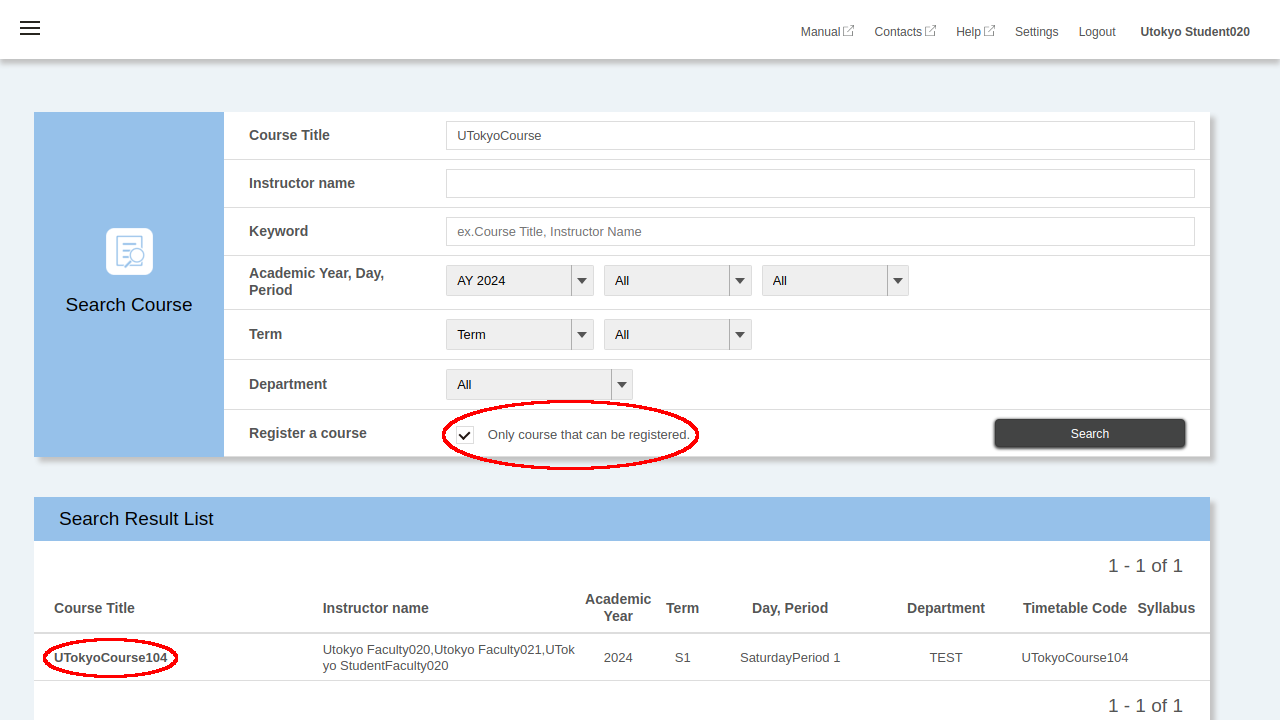 Manual Contacts Help Settings Logout Utokyo Student020
Search Course
Course Title UTokyoCourse
Instructor name
Keyword ex.Course Title, Instructor Name
Academic Year, Day,
Period AY 2024 All All
Term Term All
Department All
Register a course Only course that can be registered. Search
Search Result List
1 - 1 of 1
Course Title Instructor name Academic Year Term Day, Period Department Timetable Code Syllabus
UTokyoCourse104 Utokyo Faculty020,Utokyo Faculty021,UTok
yo StudentFaculty020 2024 S1 SaturdayPeriod 1 TEST UTokyoCourse104
1 - 1 of 1